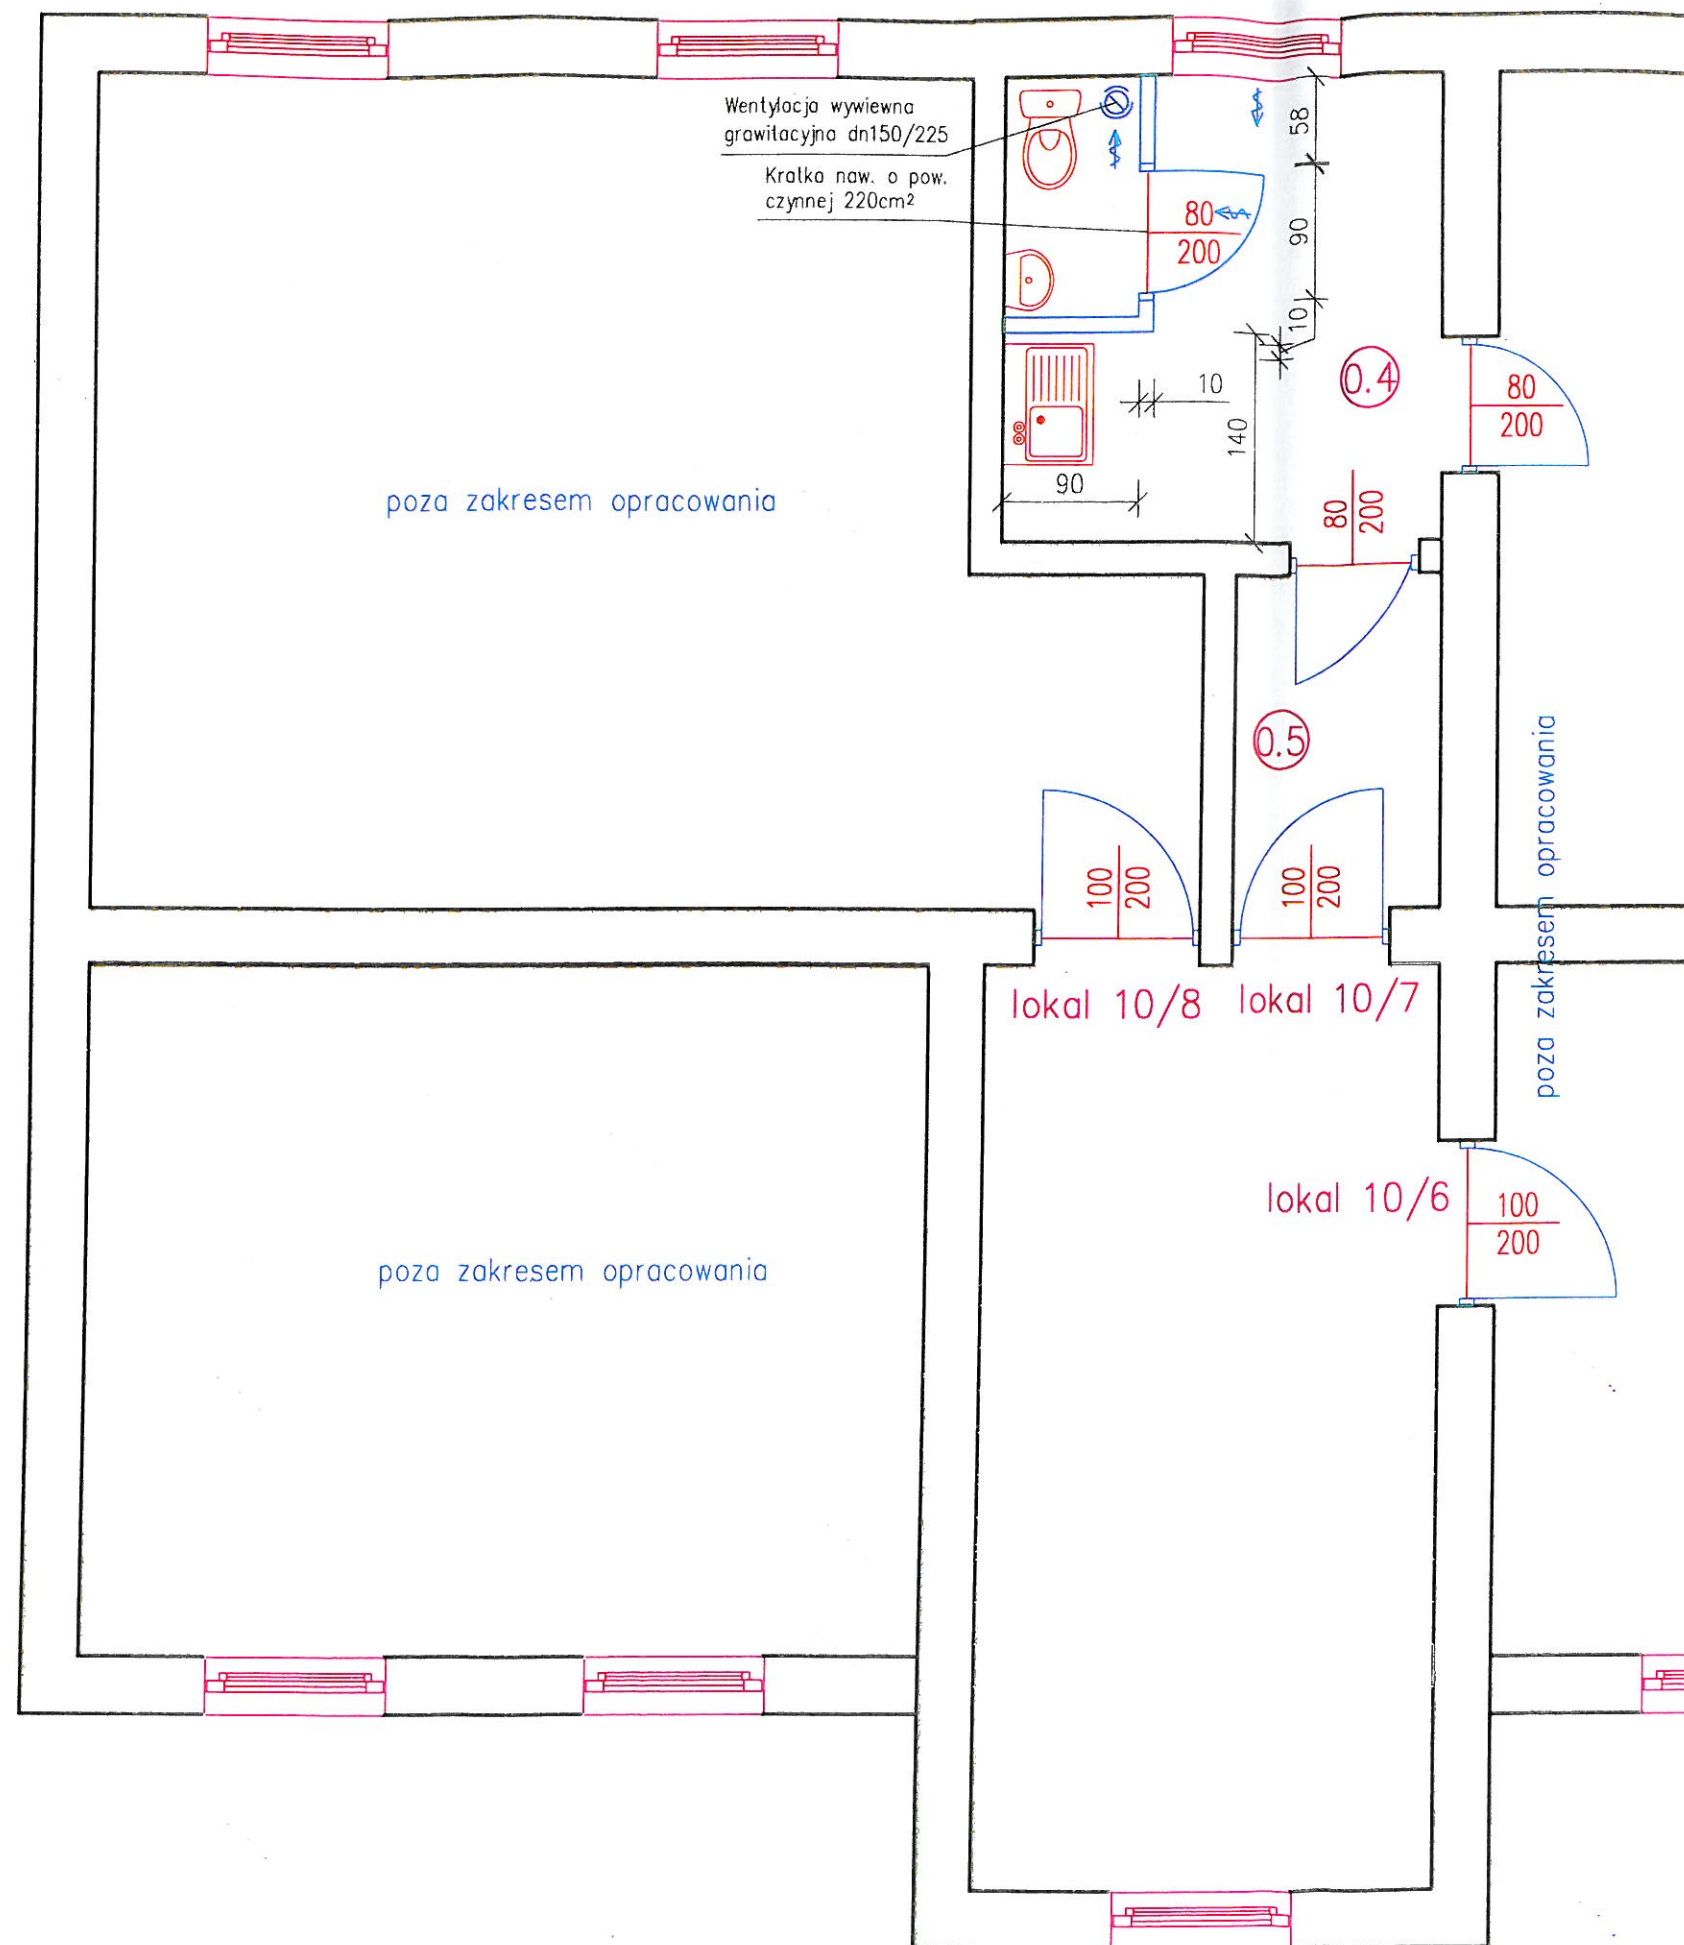 Wentylacja wywiewna
grawitacyjna dn150/225
Kratka naw. o pow.
czynnej 220cm²
80
200
58
90
10
0.4
80
200
10
140
90
80
200
poza zakresem opracowania
0.5
poza zakresem opracowania
100
200
100
200
lokal 10/8
lokal 10/7
lokal 10/6
100
200
poza zakresem opracowania